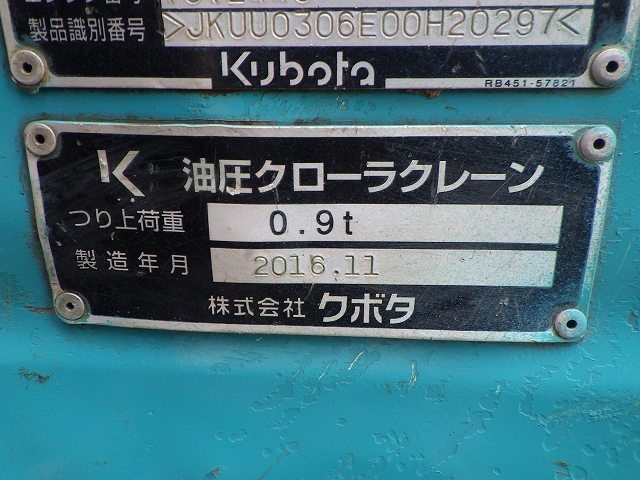 製品識別番号 >JKUU0306E00H20297<
Kubota
RB451-57821
K 油圧クローラクレーン
つり上荷重 0.9t
製造年月 2016.11
株式会社 クボタ